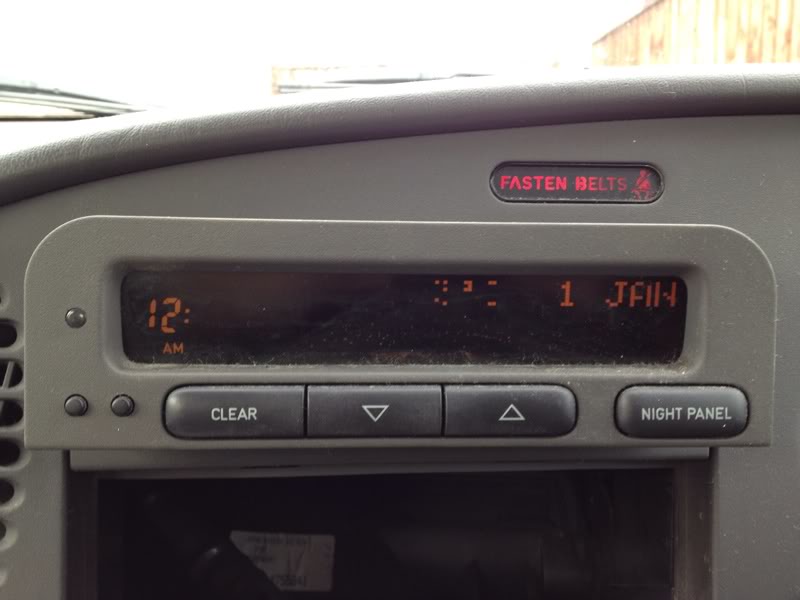 FASTEN BELTS
12:
AM
1 JAN
CLEAR
NIGHT PANEL